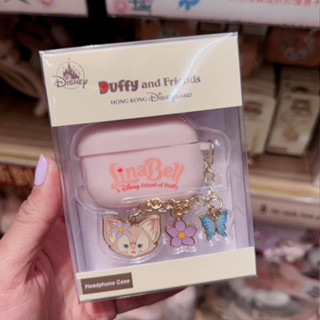 Disney
Duffy and Friends
HONG KONG Disneyland
LinaBell
a Disney friend of Duffy
Headphone Case